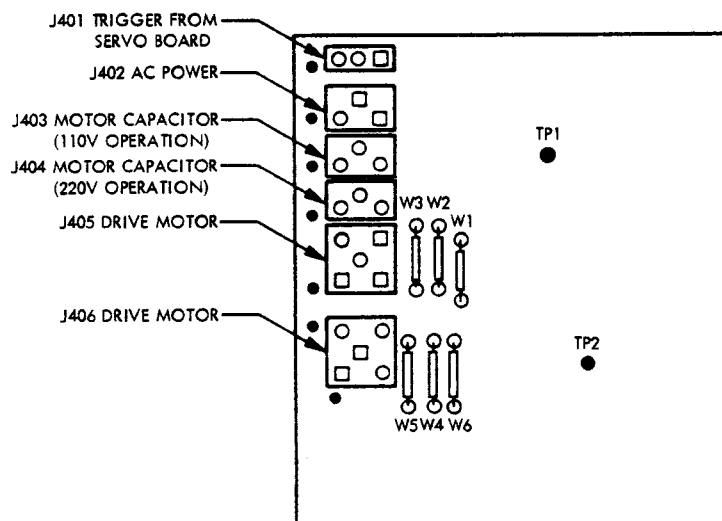 J401 TRIGGER FROM
SERVO BOARD
J402 AC POWER
J403 MOTOR CAPACITOR
(110V OPERATION)
J404 MOTOR CAPACITOR
(220V OPERATION)
J405 DRIVE MOTOR
J406 DRIVE MOTOR
TP1
W3 W2
W1
TP2
W5 W4 W6